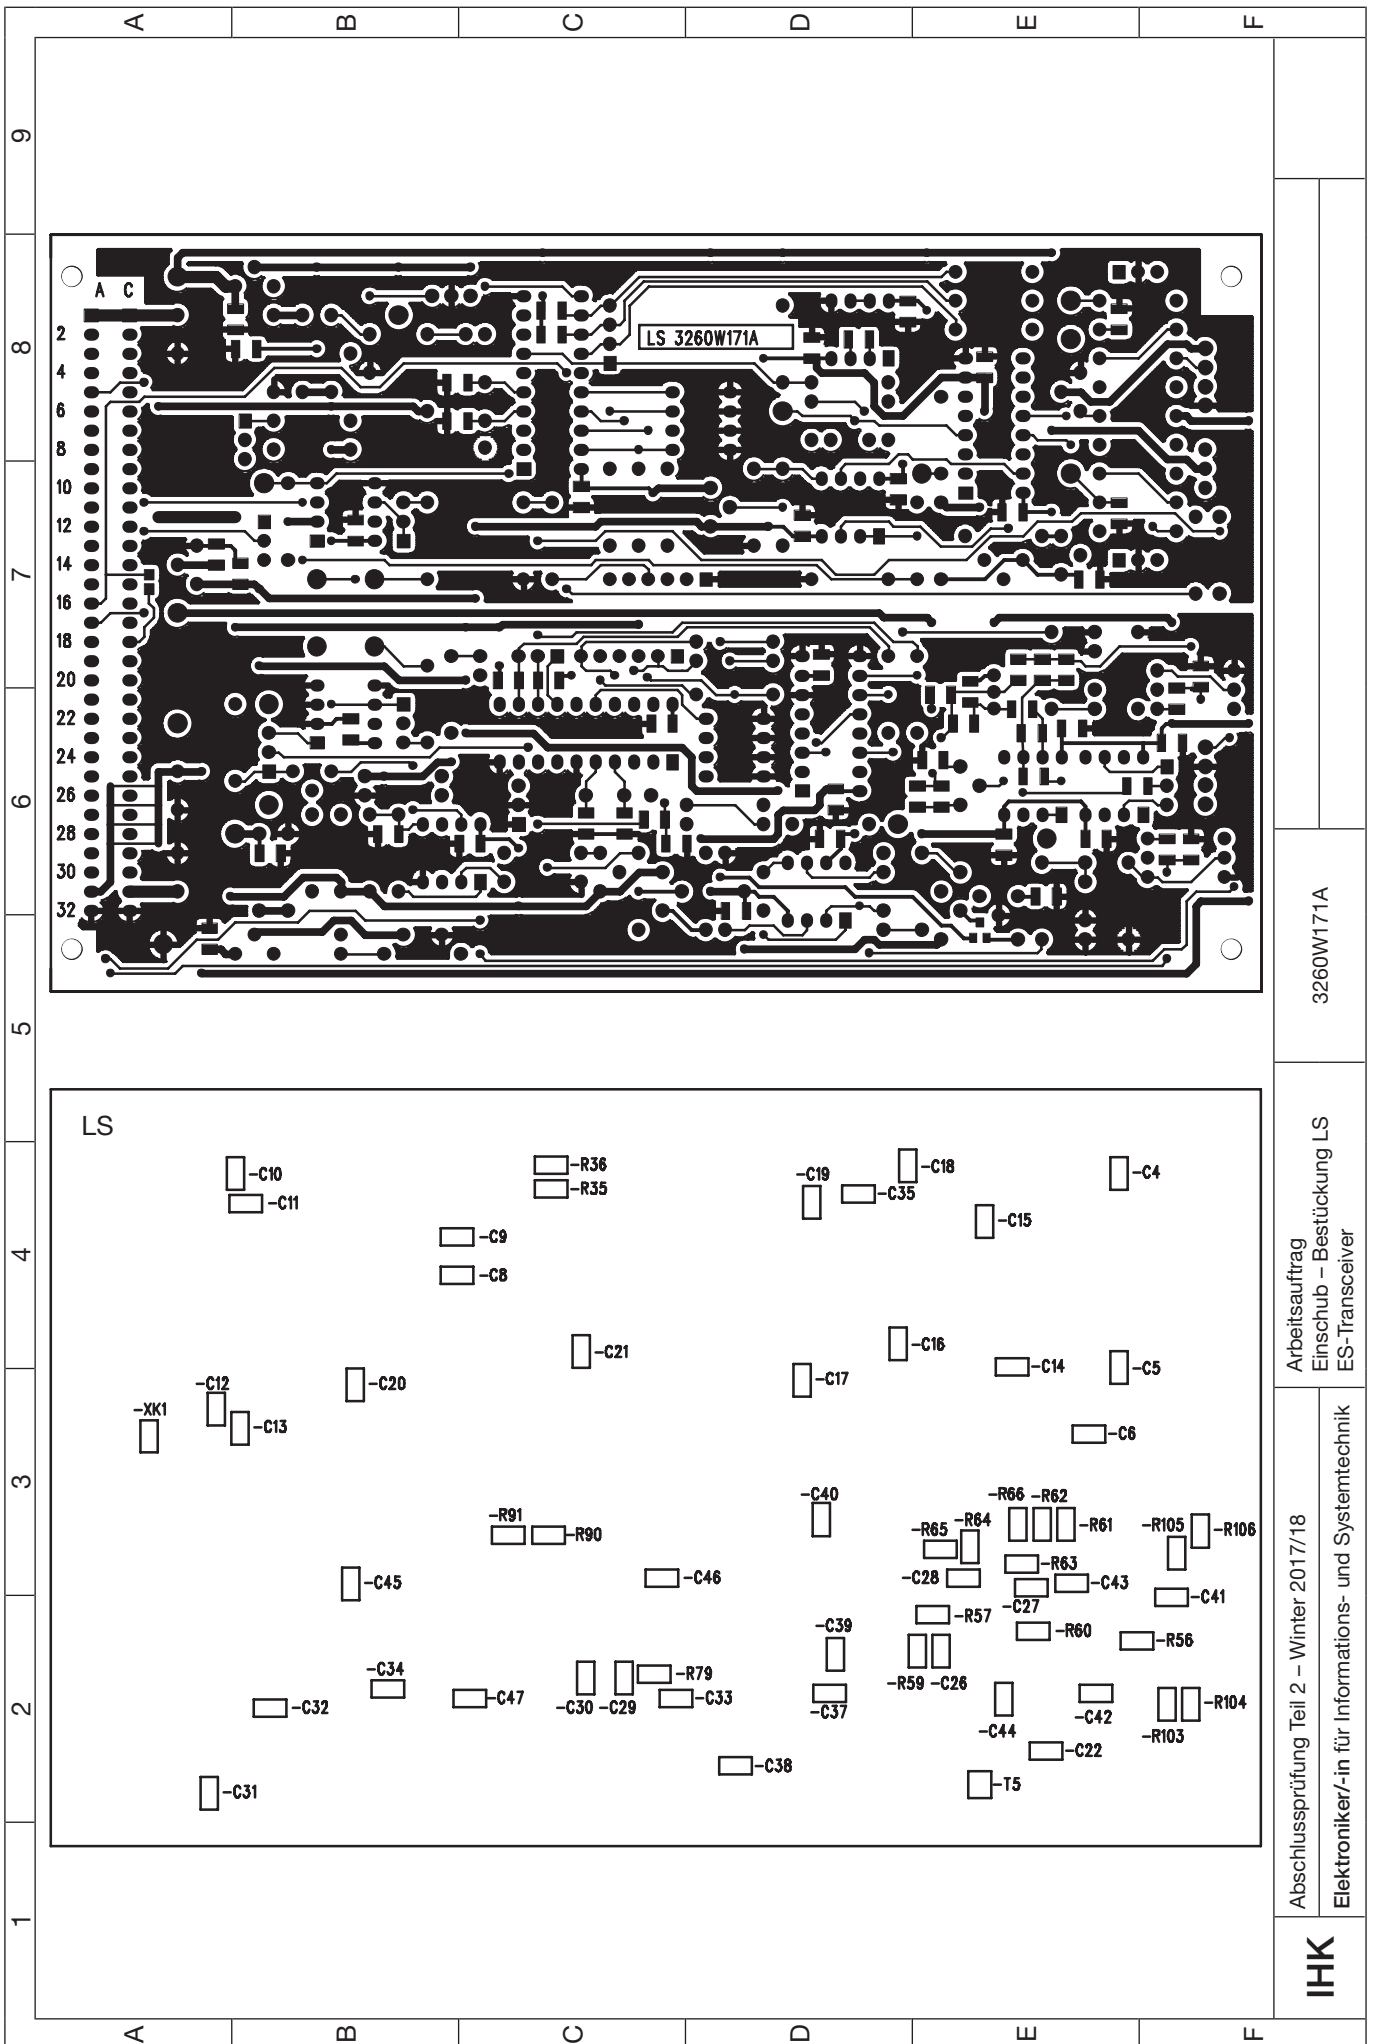 A B C D E F
9
8
7
6
5
4
3
2
1
A C
LS 3260W171A
2
4
6
8
10
12
14
16
18
20
22
24
26
28
30
32
LS
-C10
-C11
-R36
-R35
-C19
-C18
-C35
-C4
-C15
-C9
-C8
-C21
-C16
-C17
-C14
-C5
-C12
-C20
-XK1
-C13
-C6
-C40
-R66 -R62
-R91
-R90
-R65
-R64
-R61
-R105
-R106
-R63
-C45
-C46
-C28
-C43
-C27
-C41
-R57
-C39
-R60
-R56
-C34
-R79
-R59 -C26
-C32
-C47
-C30 -C29
-C33
-C37
-C44
-C42
-R104
-R103
-C22
-C38
-T5
-C31
A B C D
3260W171A
Arbeitsauftrag
Einschub – Bestückung LS
ES-Transceiver
Abschlussprüfung Teil 2 – Winter 2017/18
Elektroniker/-in für Informations- und Systemtechnik
IHK
E F